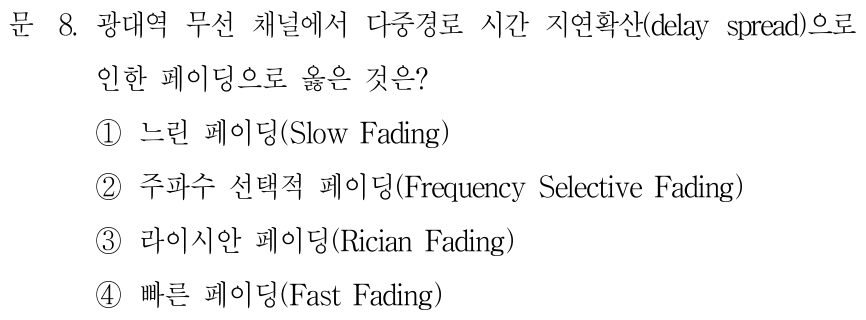 문 8. 광대역 무선 채널에서 다중경로 시간 지연확산(delay spread)으로
인한 페이딩으로 옳은 것은?
① 느린 페이딩(Slow Fading)
② 주파수 선택적 페이딩(Frequency Selective Fading)
③ 라이시안 페이딩(Rician Fading)
④ 빠른 페이딩(Fast Fading)